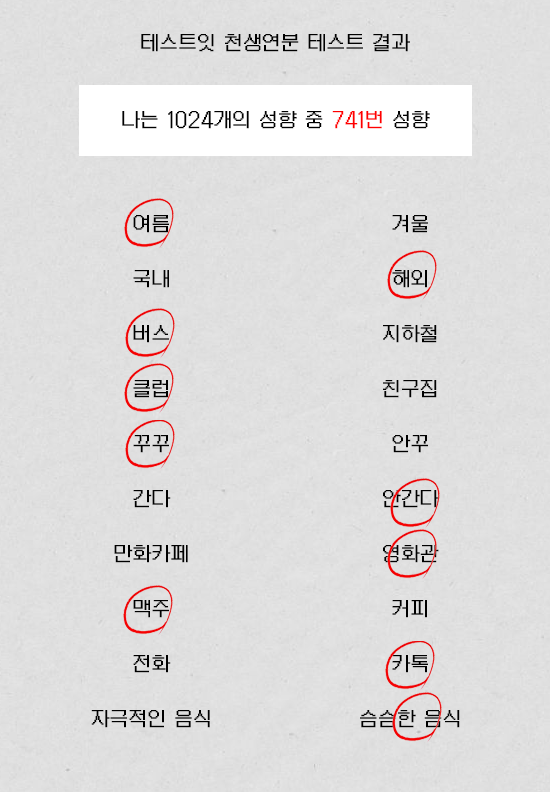 테스트잇 천생연분 테스트 결과
나는 1024개의 성향 중 741번 성향
여름 겨울
국내 해외
버스 지하철
클럽 친구집
꾸꾸 안꾸
간다 안간다
만화카페 영화관
맥주 커피
전화 카톡
자극적인 음식 슴슴한 음식